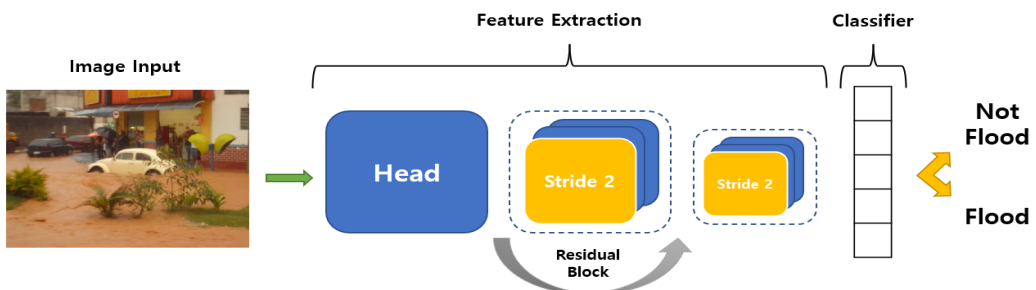 Feature Extraction
Classifier
Image Input
Head
Stride 2
Stride 2
Residual
Block
Not
Flood
Flood